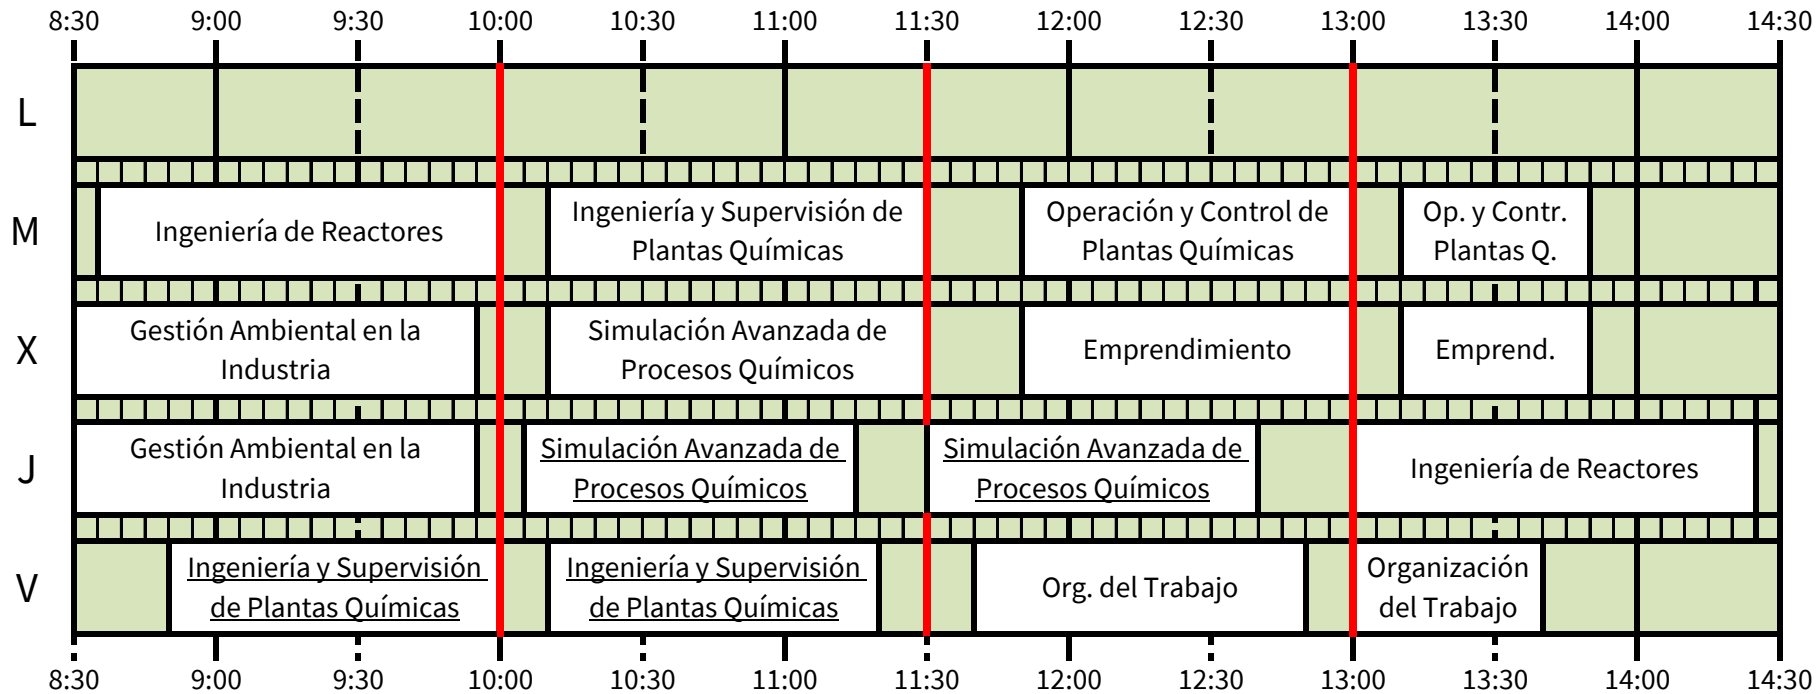 8:30 9:00 9:30 10:00 10:30 11:00 11:30 12:00 12:30 13:00 13:30 14:00 14:30
L
M
Ingeniería de Reactores
Ingeniería y Supervisión de
Plantas Químicas
Operación y Control de
Plantas Químicas
Op. y Contr.
Plantas Q.
X
Gestión Ambiental en la
Industria
Simulación Avanzada de
Procesos Químicos
Emprendimiento
Emprend.
J
Gestión Ambiental en la
Industria
Simulación Avanzada de
Procesos Químicos
Simulación Avanzada de
Procesos Químicos
Ingeniería de Reactores
V
Ingeniería y Supervisión
de Plantas Químicas
Ingeniería y Supervisión
de Plantas Químicas
Org. del Trabajo
Organización
del Trabajo
8:30 9:00 9:30 10:00 10:30 11:00 11:30 12:00 12:30 13:00 13:30 14:00 14:30